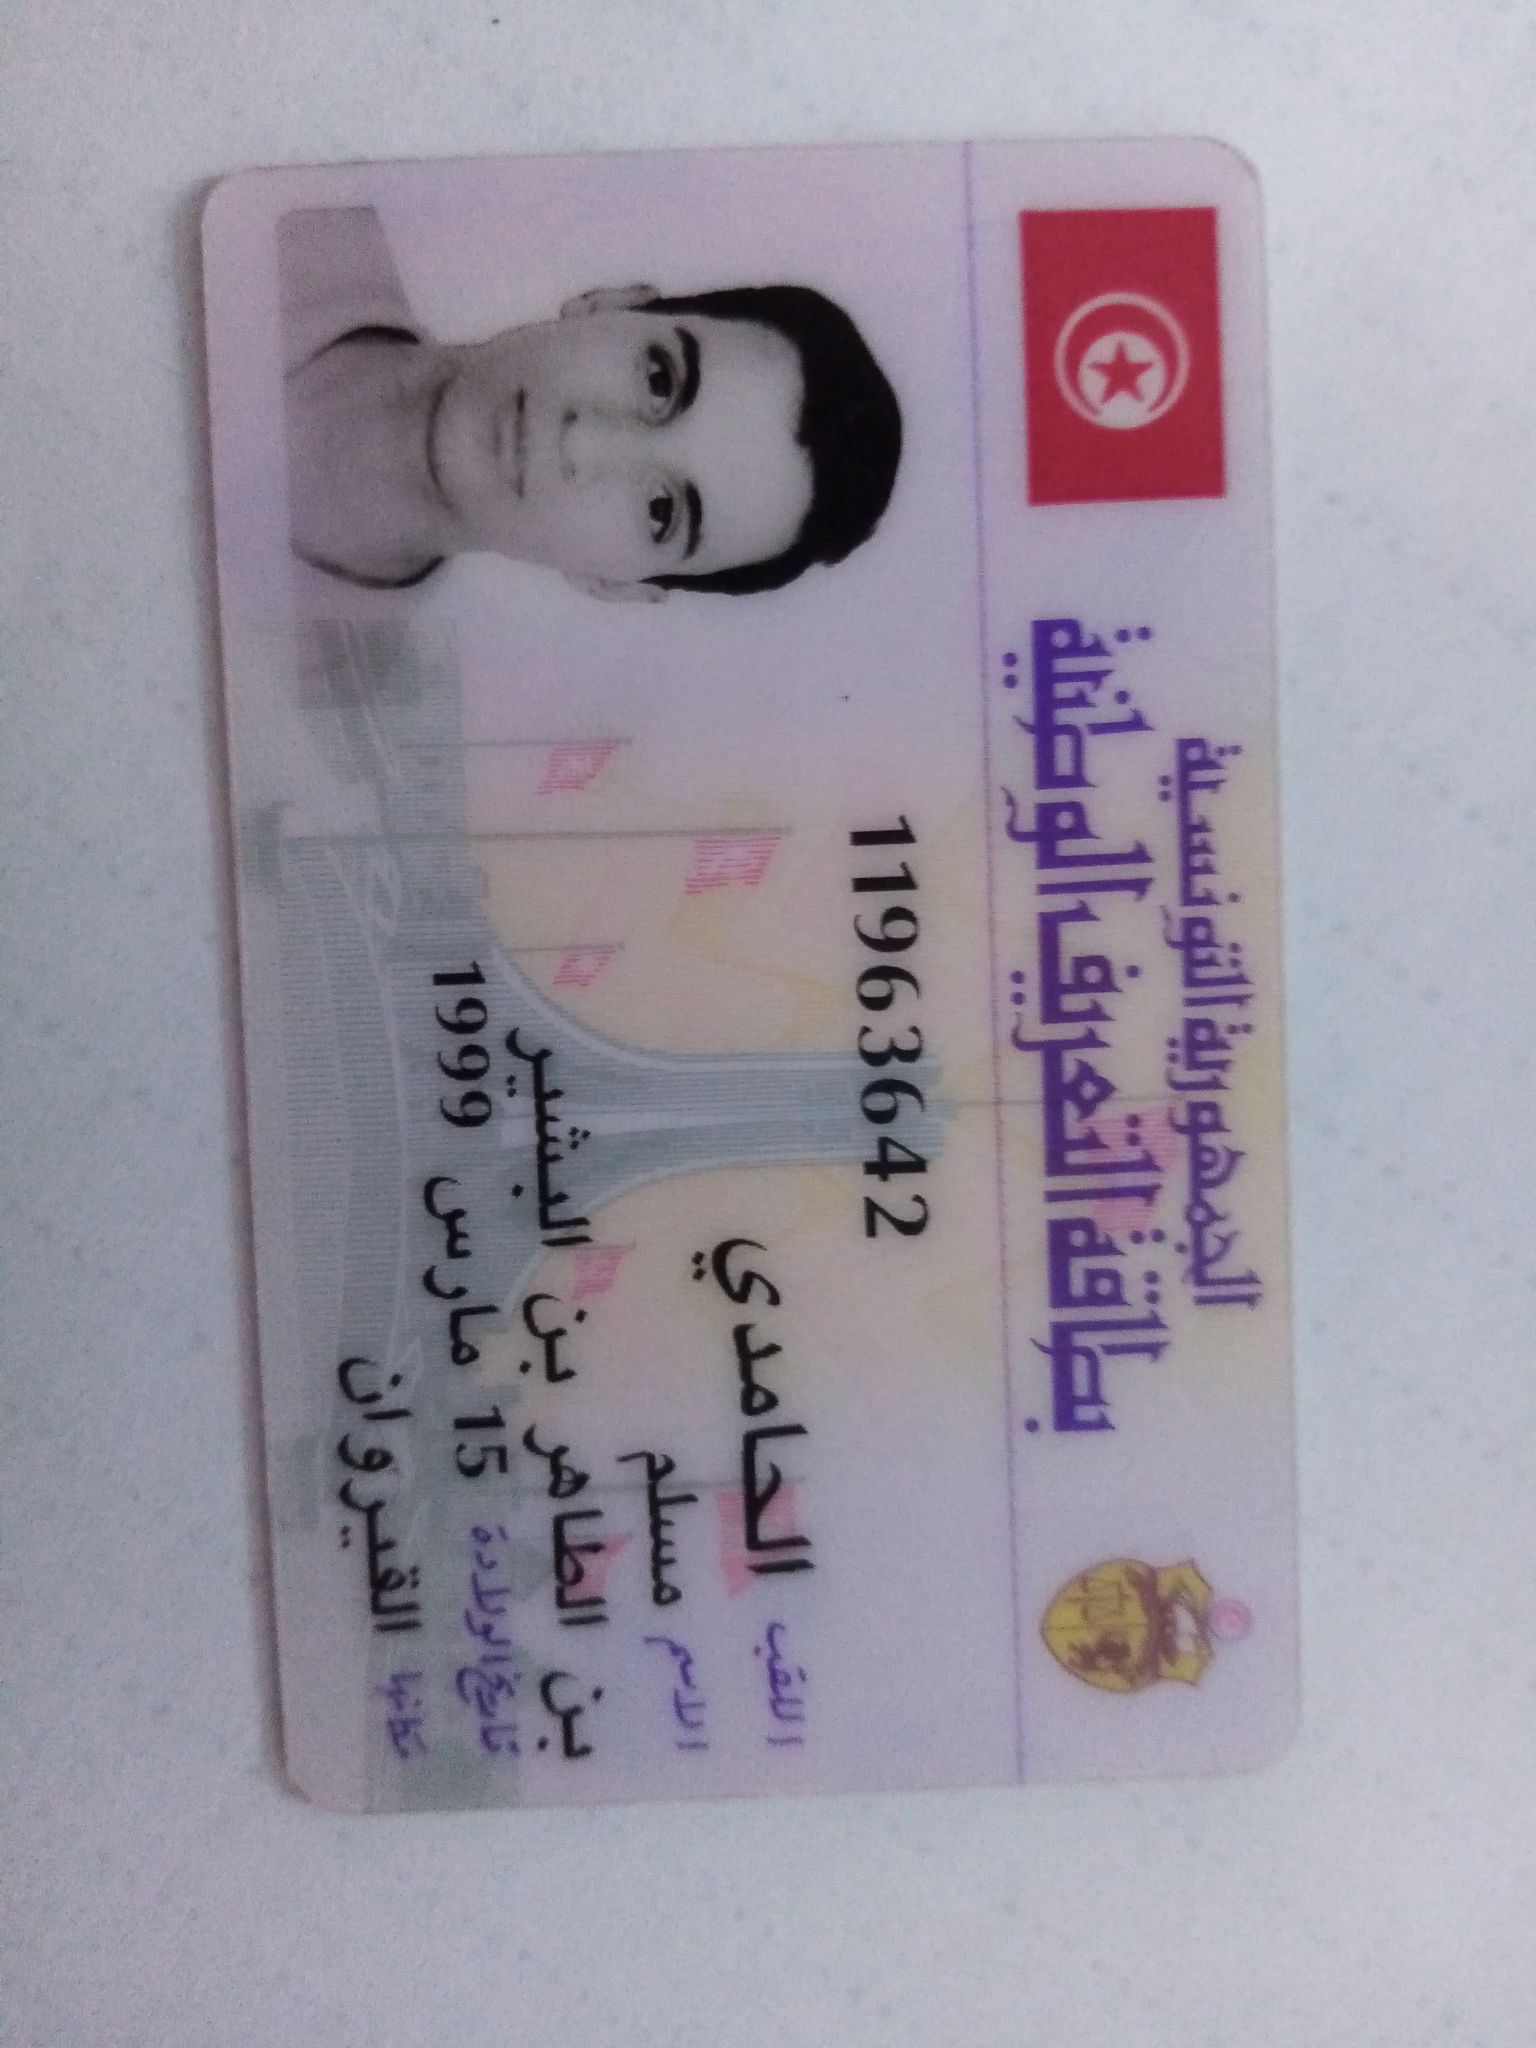 الجمهورية التونسية
بطاقة التعريف الوطنية
11963642
اللقب الحامدي
الاسم مسلم
بن الطاهر بن البشير
تاريخ الولادة 15 مارس 1999
مكانها القيروان